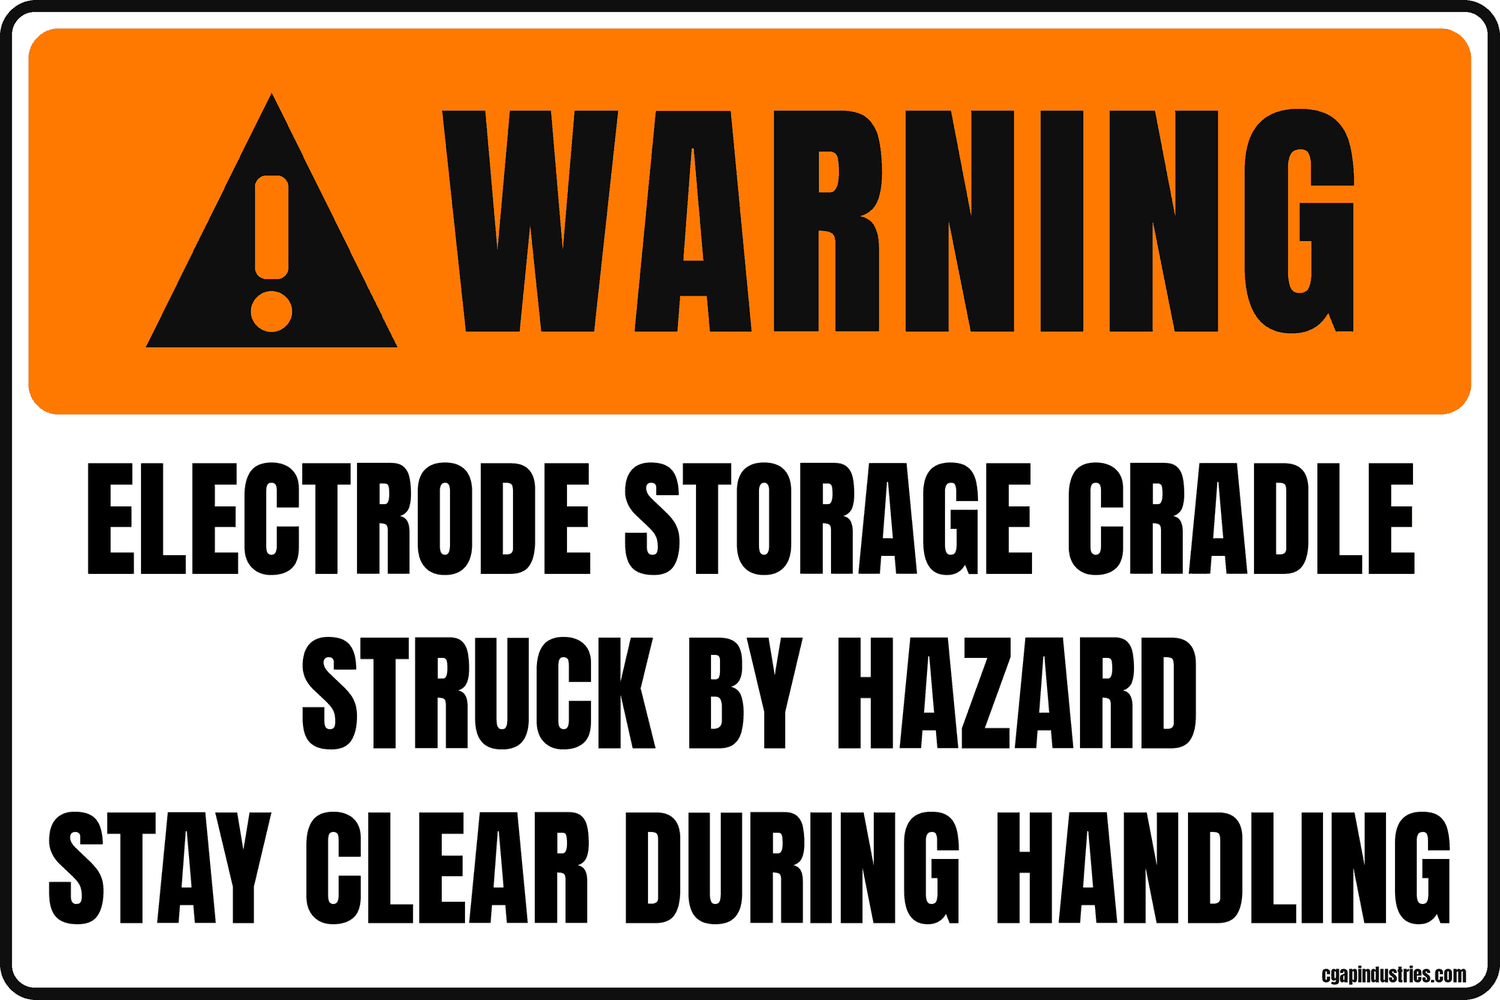 WARNING
ELECTRODE STORAGE CRADLE
STRUCK BY HAZARD
STAY CLEAR DURING HANDLING
cgapindustries.com